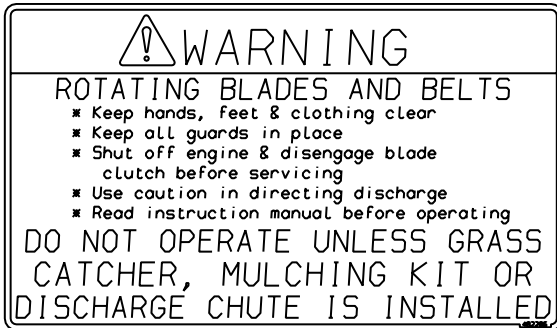 WARNING
ROTATING BLADES AND BELTS
* Keep hands, feet & clothing clear
* Keep all guards in place
* Shut off engine & disengage blade
clutch before servicing
* Use caution in directing discharge
* Read instruction manual before operating
DO NOT OPERATE UNLESS GRASS
CATCHER, MULCHING KIT OR
DISCHARGE CHUTE IS INSTALLED